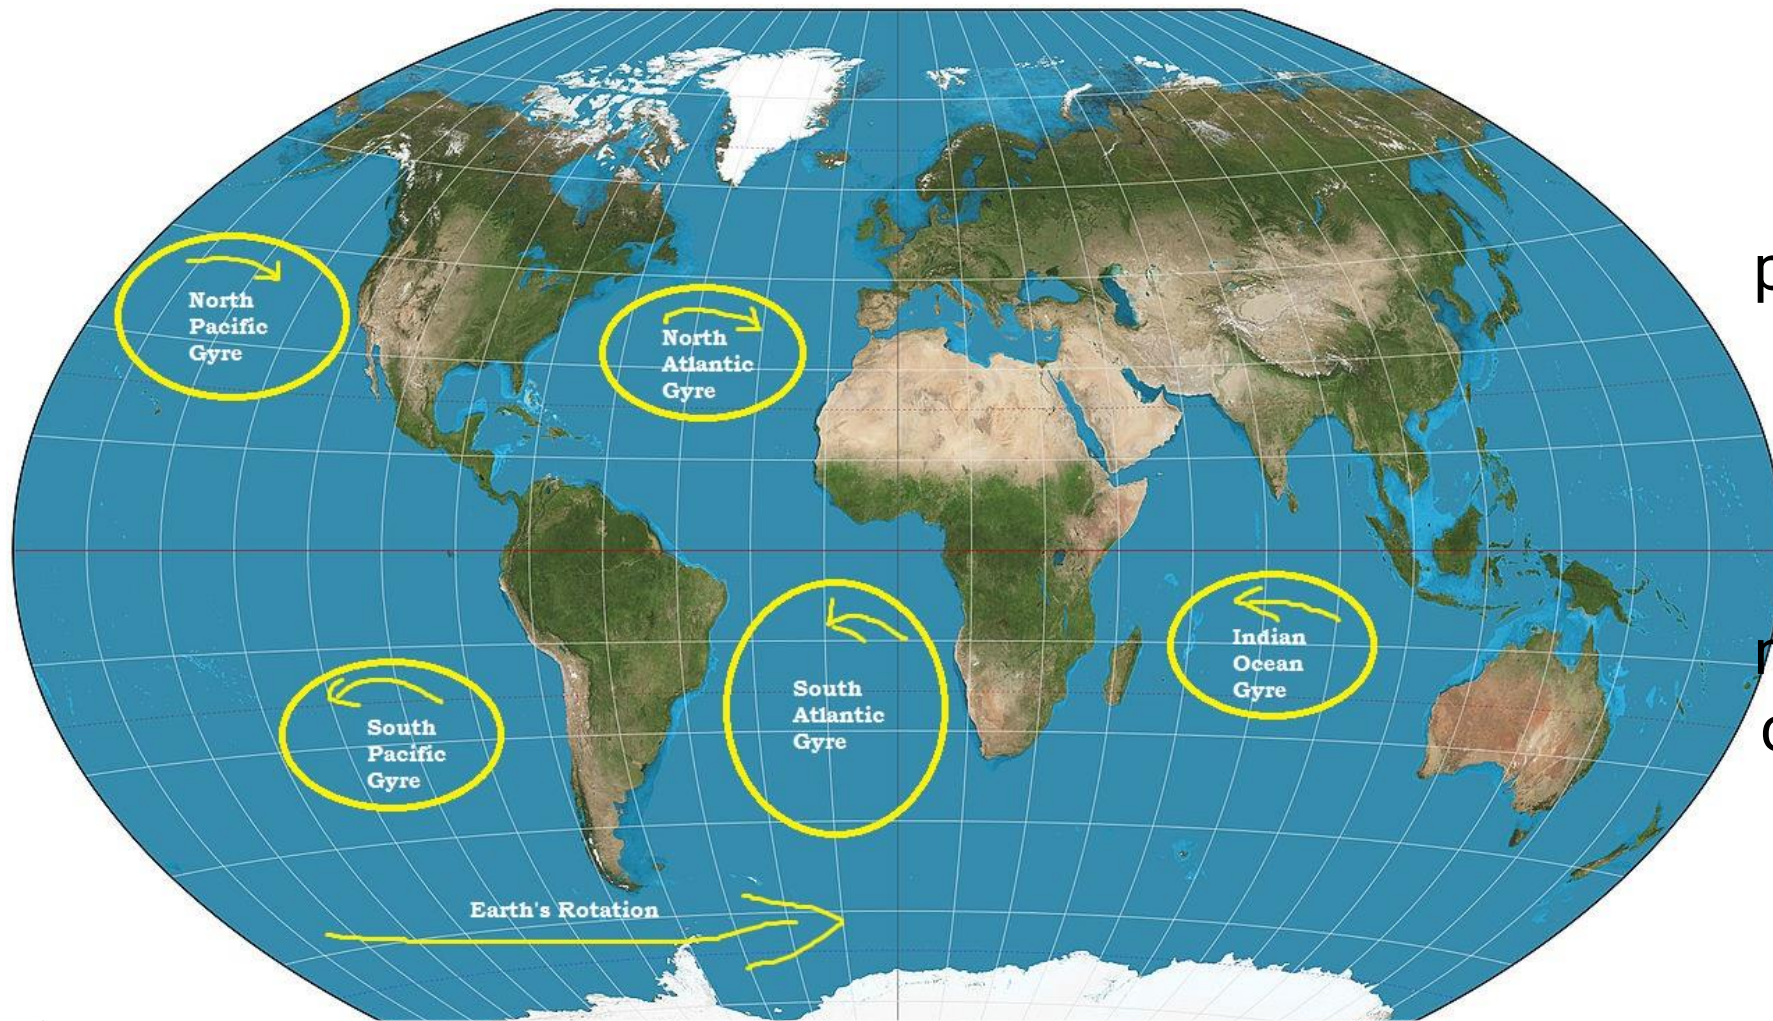 North
Pacific
Gyre
North
Atlantic
Gyre
Indian
Ocean
Gyre
South
Atlantic
Gyre
South
Pacific
Gyre
Earth's Rotation